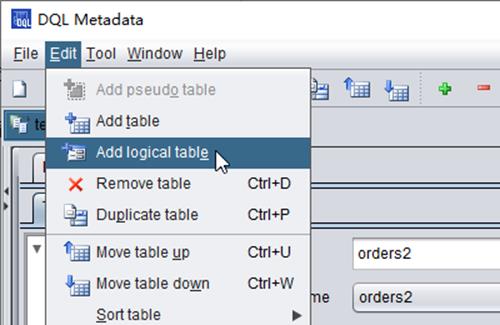 DQL DQL Metadata
File Edit Tool Window Help
Add pseudo table
Add table
Add logical table
Remove table Ctrl+D
Duplicate table Ctrl+P
Move table up Ctrl+U
orders2
Move table down Ctrl+W
me orders2
Sort table